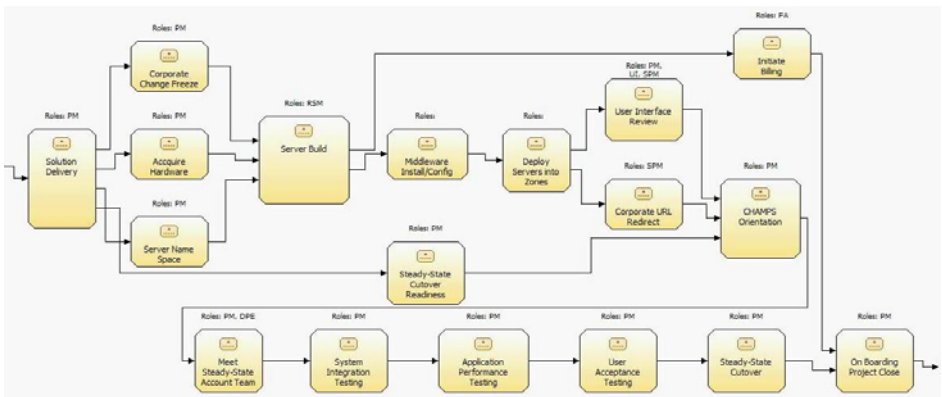 Roles: PM
Corporate
Change Freeze
Roles: FA
Initiate
Billing
Roles: PM
Solution
Delivery
Roles: PM
Accquire
Hardware
Roles: RSM
Server Build
Roles:
Middleware
Install/Config
Roles:
Deploy
Servers into
Zones
Roles: PM,
UI, SPM
User Interface
Review
Roles: PM
Server Name
Space
Roles: SPM
Corporate URL
Redirect
Roles: PM
CHAMPS
Orientation
Roles: PM
Steady-State
Cutover
Readiness
Roles: PM, DPE
Meet
Steady-State
Account Team
Roles: PM
System
Integration
Testing
Roles: PM
Application
Performance
Testing
Roles: PM
User
Acceptance
Testing
Roles: PM
Steady-State
Cutover
Roles: PM
On Boarding
Project Close